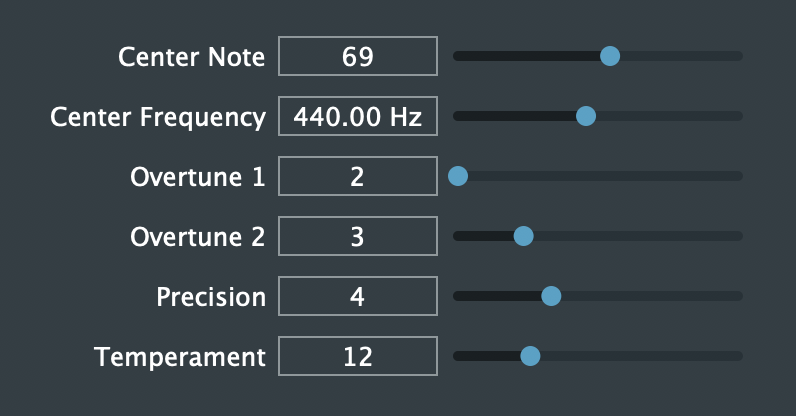 Center Note 69
Center Frequency 440.00 Hz
Overtune 1 2
Overtune 2 3
Precision 4
Temperament 12